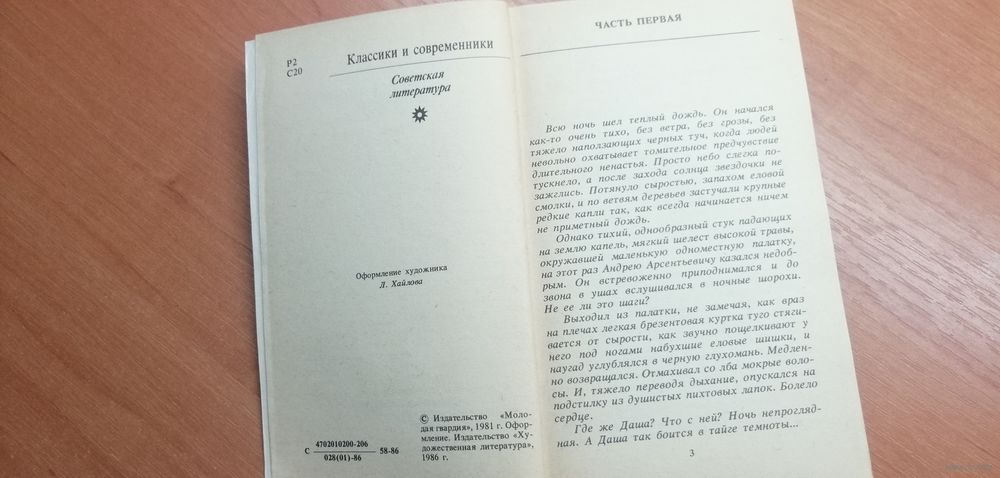 Р2
С20
Классики и современники
Советская
литература
Оформление художника
Л. Хайлова
© Издательство «Моло-
дая гвардия», 1981 г. Офор-
мление. Издательство «Ху-
дожественная литература»,
1986 г.
С 4702010200-206 58-86
028(01)-86
ЧАСТЬ ПЕРВАЯ
Всю ночь шел теплый дождь. Он начался
как-то очень тихо, без ветра, без грозы, без
тяжело наползающих черных туч, когда людей
невольно охватывает томительное предчувствие
длительного ненастья. Просто небо слегка по-
тускнело, а после захода солнца звездочки не
зажглись. Потянуло сыростью, запахом еловой
смолки, и по ветвям деревьев застучали крупные
редкие капли так, как всегда начинается ничем
не приметный дождь.
Однако тихий, однообразный стук падающих
на землю капель, мягкий шелест высокой травы,
окружавшей маленькую одноместную палатку,
на этот раз Андрею Арсентьевичу казался недоб-
рым. Он встревоженно приподнимался и до
звона в ушах вслушивался в ночные шорохи.
Не ее ли это шаги?
Выходил из палатки, не замечая, как враз
на плечах легкая брезентовая куртка туго стяги-
вается от сырости, как звучно пощелкивают у
него под ногами набухшие еловые шишки, и
наугад углублялся в черную глухомань. Медлен-
но возвращался. Отмахивал со лба мокрые воло-
сы. И, тяжело переводя дыхание, опускался на
подстилку из душистых пихтовых лапок. Болело
сердце.
Где же Даша? Что с ней? Ночь непрогляд-
ная. А Даша так боится в тайге темноты...
3